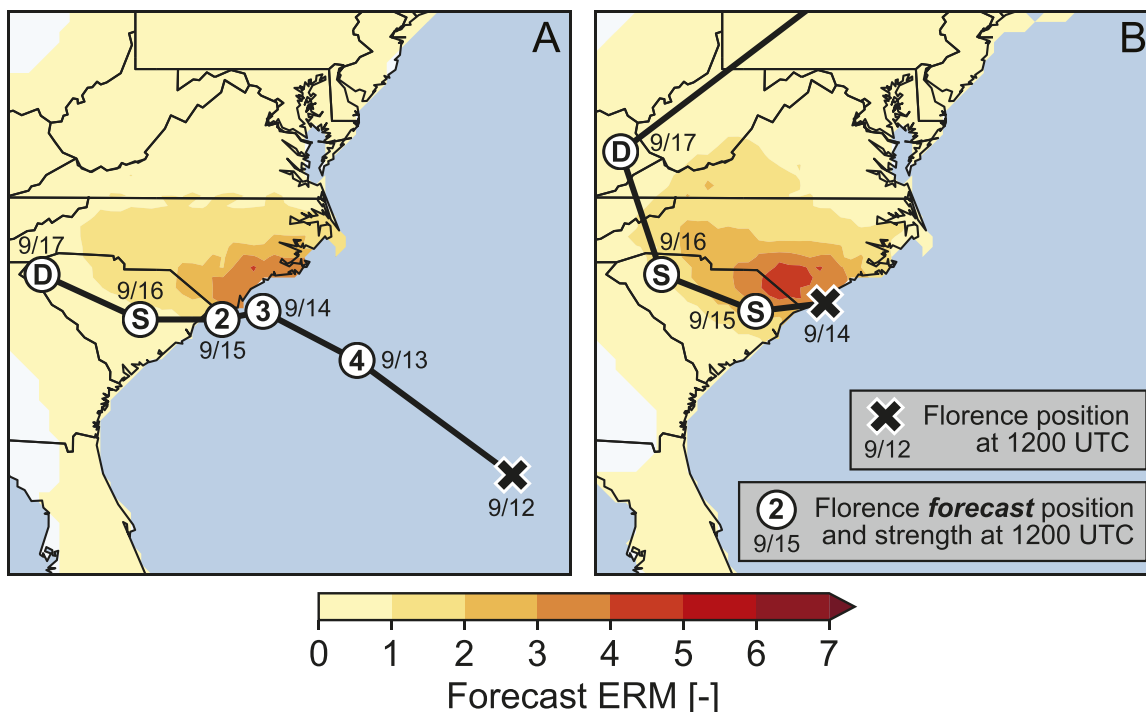 A
9/17
D
9/16
S
2
9/15
3
9/14
4
9/13
9/12
B
D
9/17
9/16
S
9/15
S
9/14
Florence position
9/12
at 1200 UTC
2
Florence forecast position
9/15
and strength at 1200 UTC
0 1 2 3 4 5 6 7
Forecast ERM [-]